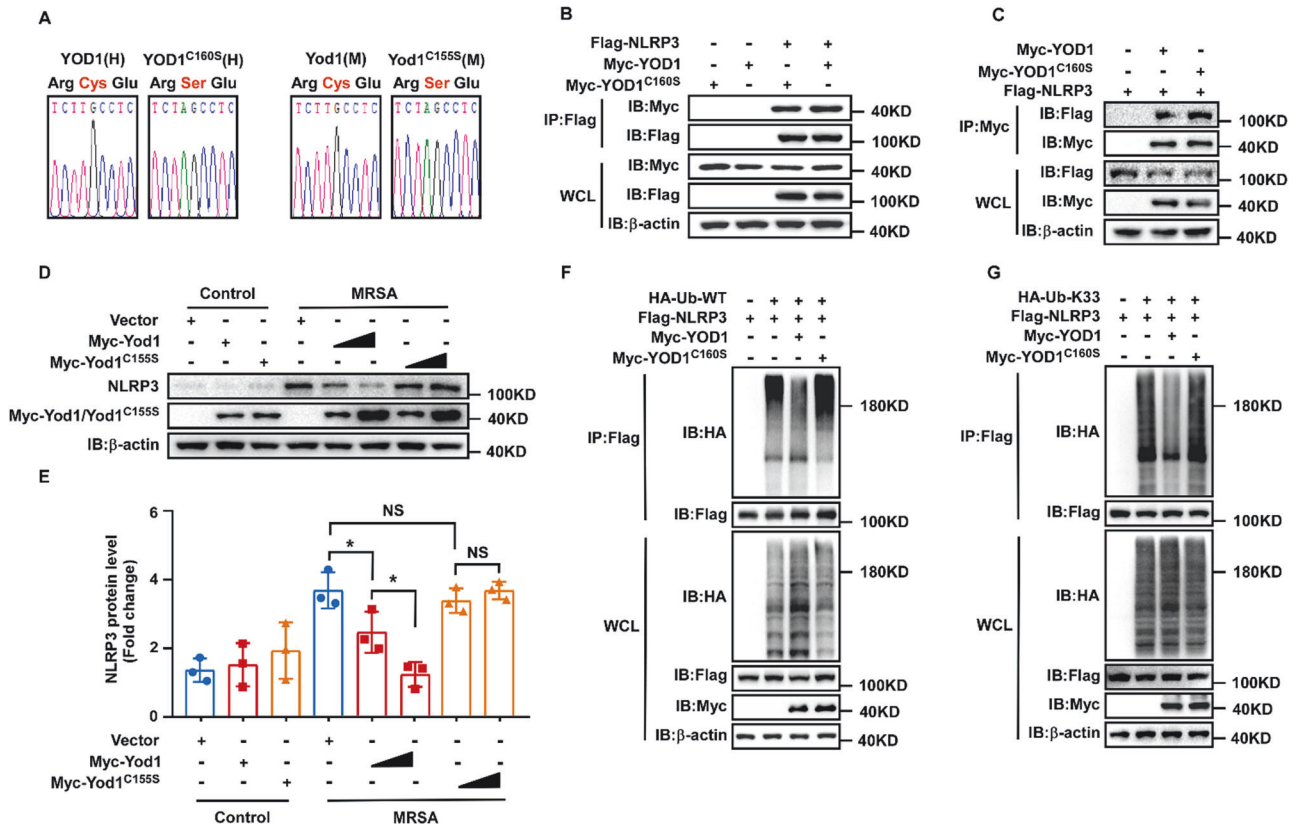 A
YOD1(H) YOD1C160S(H) Yod1(M) Yod1C155S(M)
Arg Cys Glu Arg Ser Glu Arg Cys Glu Arg Ser Glu
TCTTGCCTC TCTAGCCTC TCTTGCCTC TCTAGCCTC
B
Flag-NLRP3 - - + +
Myc-YOD1 - + - +
Myc-YOD1C160S + - + -
IP:Flag
IB:Myc 40KD
IB:Flag 100KD
WCL
IB:Myc 40KD
IB:Flag 100KD
IB:β-actin 40KD
C
Myc-YOD1 - + -
Myc-YOD1C160S - - +
Flag-NLRP3 + + +
IP:Myc
IB:Flag 100KD
IB:Myc 40KD
WCL
IB:Flag 100KD
IB:Myc 40KD
IB:β-actin 40KD
D
Control MRSA
Vector + - - + - - - -
Myc-Yod1 - + - - - -
Myc-Yod1C155S - - + - - -
NLRP3 100KD
Myc-Yod1/Yod1C155S 40KD
IB:β-actin 40KD
E
NLRP3 protein level
(Fold change)
6
4
2
0
NS
* * NS
Vector + - - + - - - -
Myc-Yod1 - + - - - -
Myc-Yod1C155S - - + - - -
Control MRSA
F
HA-Ub-WT - + + +
Flag-NLRP3 + + + +
Myc-YOD1 - - + -
Myc-YOD1C160S - - - +
IP:Flag
180KD
IB:HA
IB:Flag 100KD
WCL
180KD
IB:HA
IB:Flag 100KD
IB:Myc 40KD
IB:β-actin 40KD
G
HA-Ub-K33 - + + +
Flag-NLRP3 + + + +
Myc-YOD1 - - + -
Myc-YOD1C160S - - - +
IP:Flag
180KD
IB:HA
IB:Flag 100KD
WCL
180KD
IB:HA
IB:Flag 100KD
IB:Myc 40KD
IB:β-actin 40KD